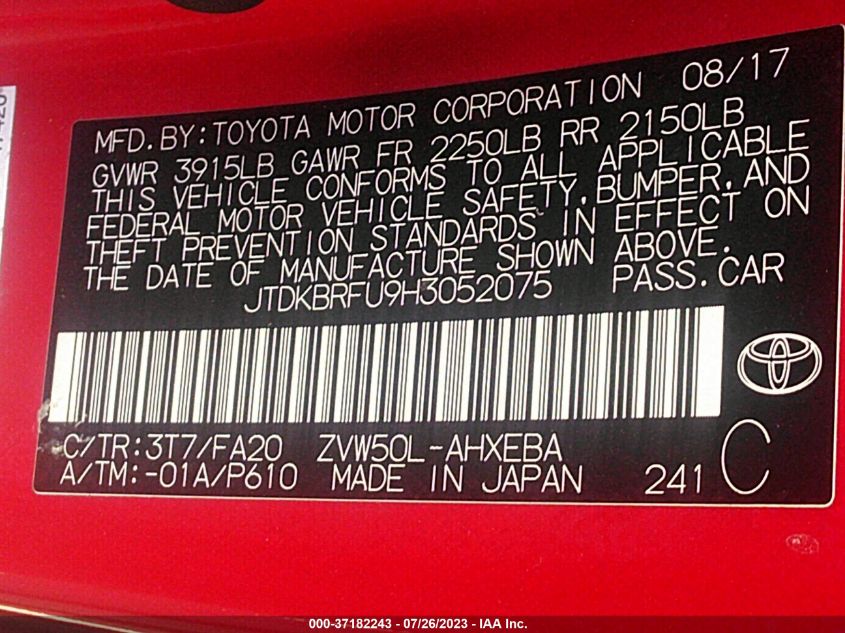 MFD. BY: TOYOTA MOTOR CORPORATION 08/17
GVWR 3915LB GAWR FR 2250LB RR 2150LB
THIS VEHICLE CONFORMS TO ALL APPLICABLE
FEDERAL MOTOR VEHICLE SAFETY, BUMPER, AND
THEFT PREVENTION STANDARDS IN EFFECT ON
THE DATE OF MANUFACTURE SHOWN ABOVE.
JTDKBRFU9H3052075 PASS. CAR
C/TR: 3T7/FA20 ZVW50L-AHXEBA
A/TM: -01A/P610 MADE IN JAPAN 241 C
000-37182243 - 07/26/2023 - IAA Inc.